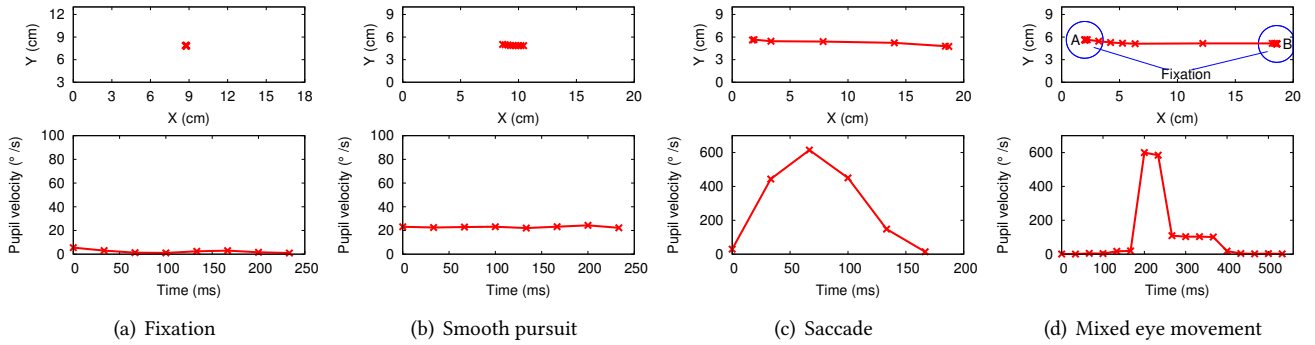 12
9
6
3
0 3 6 9 12 15 18
Y (cm)
X (cm)
9
6
3
0
0 5 10 15 20
Y (cm)
X (cm)
9
6
3
0
0 5 10 15 20
Y (cm)
X (cm)
9
6
3
0
0 5 10 15 20
Y (cm)
X (cm)
A
B
Fixation
100
80
60
40
20
0
0 50 100 150 200 250
Pupil velocity (° /s)
Time (ms)
100
80
60
40
20
0
0 50 100 150 200 250
Pupil velocity (° /s)
Time (ms)
600
400
200
0
0 50 100 150 200
Pupil velocity (° /s)
Time (ms)
600
400
200
0
0 100 200 300 400 500
Pupil velocity (° /s)
Time (ms)
(a) Fixation
(b) Smooth pursuit
(c) Saccade
(d) Mixed eye movement